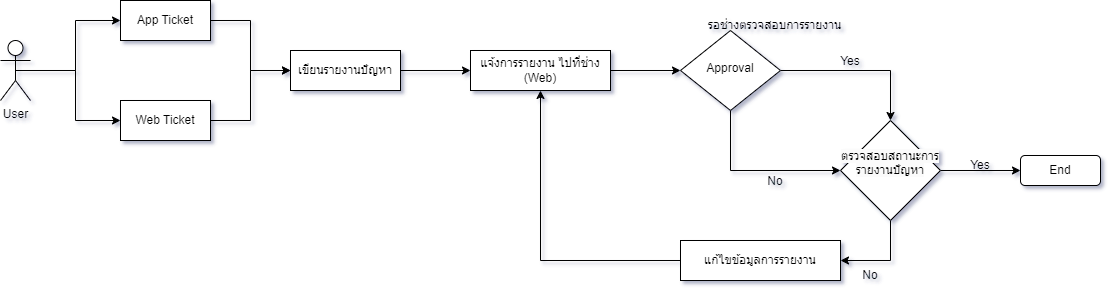 App Ticket
User
Web Ticket
เขียนรายงานปัญหา
แจ้งการรายงาน ไปที่ช่าง
(Web)
รอช่างตรวจสอบการรายงาน
Approval
Yes
No
ตรวจสอบสถานะการ
รายงานปัญหา
Yes
End
No
แก้ไขข้อมูลการรายงาน